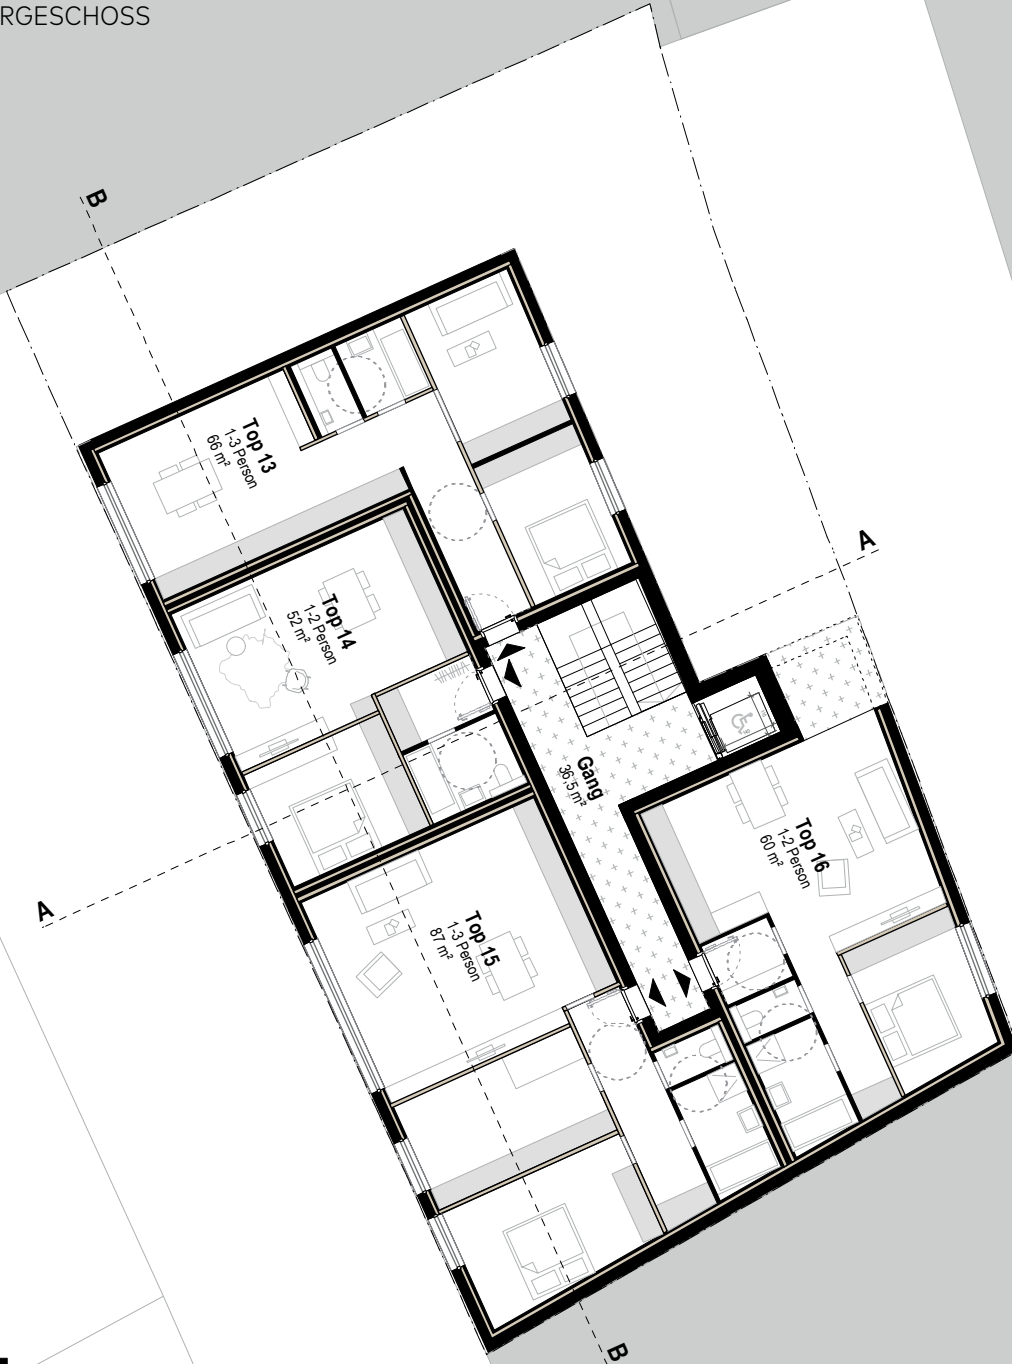 RGESCHOSS
B
Top 13
1-3 Person
66 m²
A
Top 14
1-2 Person
52 m²
Gang
36,5 m²
Top 16
1-2 Person
60 m²
A
Top 15
1-3 Person
87 m²
B